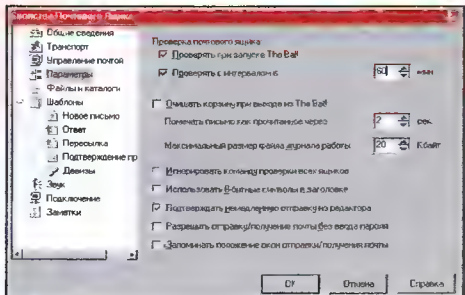 Свойства Почтового Ящика
Общие сведения
Транспорт
Управление почтой
Параметры
Файлы и каталоги
Шаблоны
Новое письмо
Ответ
Пересылка
Подтверждение пр
Девизы
Звук
Подключение
Заметки
Проверка почтового ящика
Проверять при запуске The Bat!
Проверять с интервалом в 60 мин
Очищать корзину при выходе из The Bat!
Помечать письмо как прочитанное через 2 сек.
Максимальный размер файла журнала работы 20 Кбайт
Игнорировать команду проверки всех ящиков
Использовать 8-битные символы в заголовке
Подтверждать немедленную отправку из редактора
Разрешить отправку/получение почты без ввода пароля
Запоминать положение окон отправки/получения почты
OK Отмена Справка